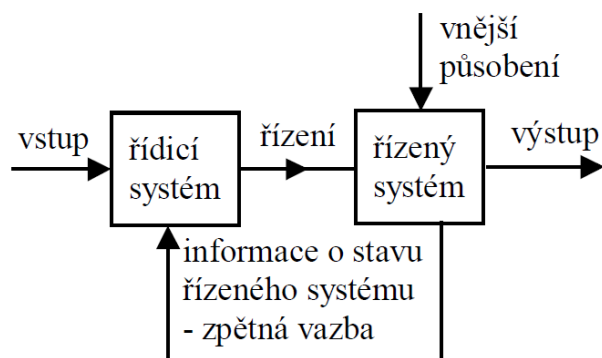 vnější
působení
vstup
řídicí
systém
řízení
řízený
systém
výstup
informace o stavu
řízeného systému
- zpětná vazba